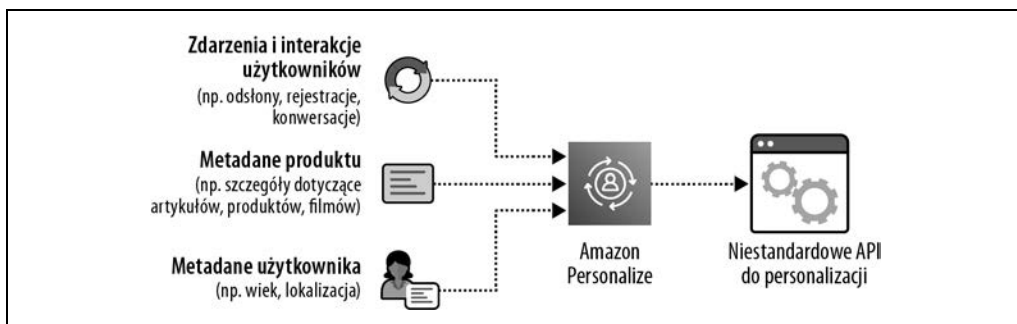 Zdarzenia i interakcje
użytkowników
(np. odsłony, rejestracje,
konwersacje)
Metadane produktu
(np. szczegóły dotyczące
artykułów, produktów, filmów)
Metadane użytkownika
(np. wiek, lokalizacja)
Amazon
Personalize
Niestandardowe API
do personalizacji